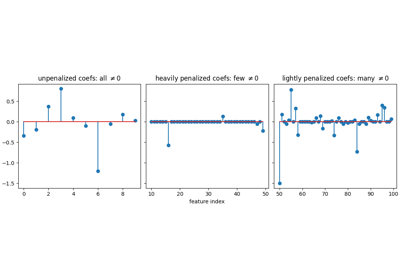 unpenalized coefs: all ≠0
heavily penalized coefs: few ≠0
lightly penalized coefs: many ≠0
0.5
0.0
−0.5
−1.0
−1.5
0 2 4 6 8
10 20 30 40 50
50 60 70 80 90 100
feature index